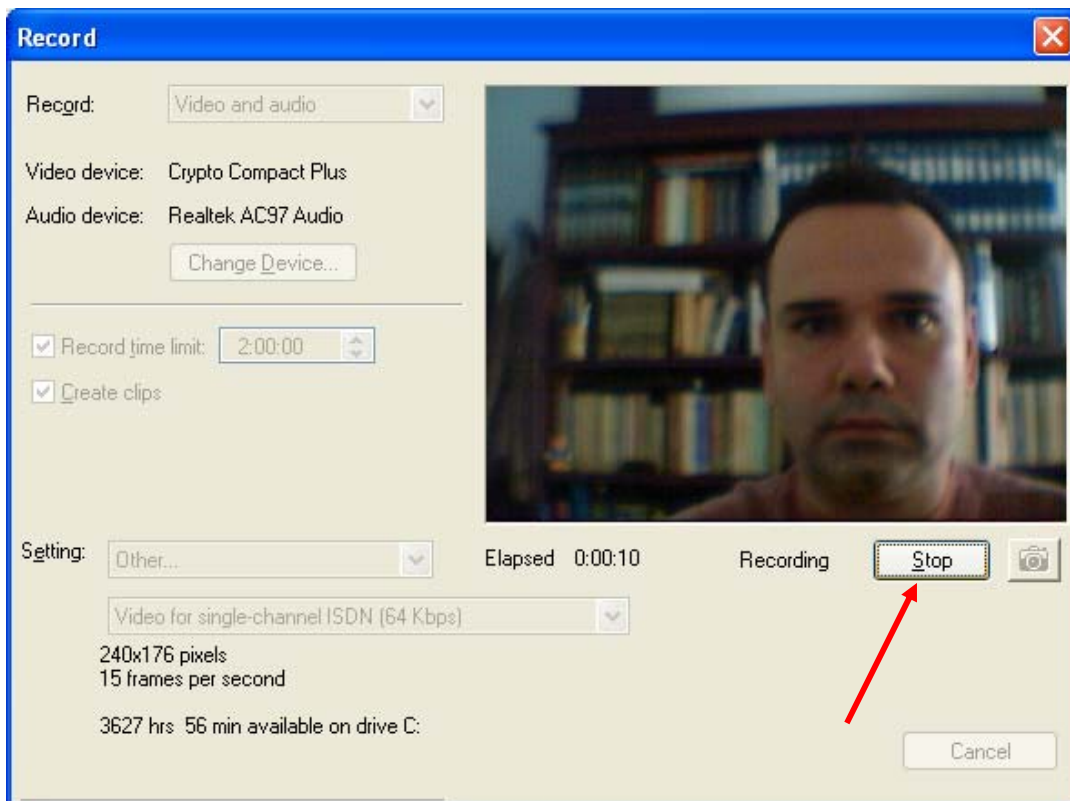 Record
Record: Video and audio
Video device: Crypto Compact Plus
Audio device: Realtek AC97 Audio
Change Device...
Record time limit: 2:00:00
Create clips
Setting: Other... Elapsed 0:00:10 Recording Stop
Video for single-channel ISDN (64 Kbps)
240x176 pixels
15 frames per second
3627 hrs 56 min available on drive C:
Cancel